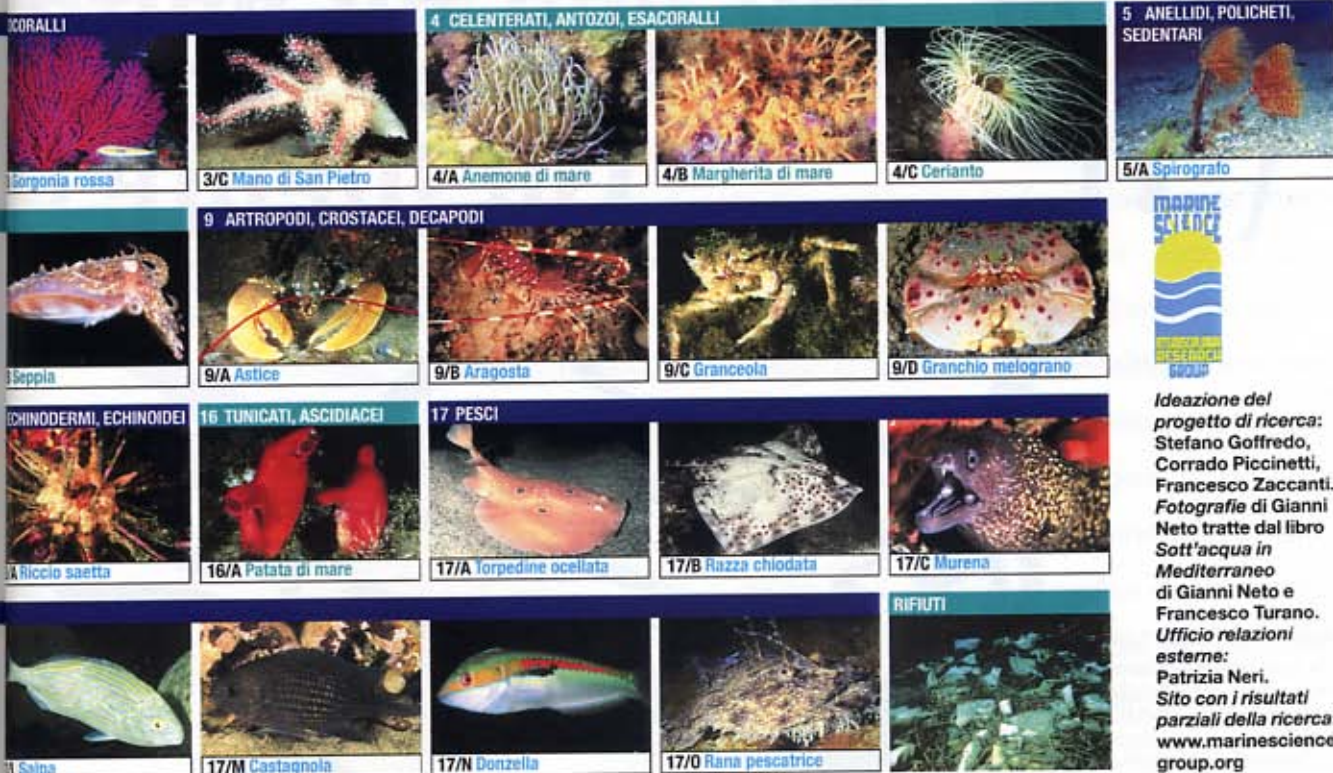 OCORALLI
4 CELENTERATI, ANTOZOI, ESACORALLI
5 ANELLIDI, POLICHETI,
SEDENTARI
Gorgonia rossa
3/C Mano di San Pietro
4/A Anemone di mare
4/B Margherita di mare
4/C Cerianto
5/A Spirografo
MARINE
SCIENCE
RESEARCH
GROUP
9 ARTROPODI, CROSTACEI, DECAPODI
Seppia
9/A Astice
9/B Aragosta
9/C Granceola
9/D Granchio melograno
ECHINODERMI, ECHINOIDEI
16 TUNICATI, ASCIDIACEI
17 PESCI
/A Riccio saetta
16/A Patata di mare
17/A Torpedine ocellata
17/B Razza chiodata
17/C Murena
RIFIUTI
Salpa
17/M Castagnola
17/N Donzella
17/O Rana pescatrice
Ideazione del
progetto di ricerca:
Stefano Goffredo,
Corrado Piccinetti,
Francesco Zaccanti.
Fotografie di Gianni
Neto tratte dal libro
Sott'acqua in
Mediterraneo
di Gianni Neto e
Francesco Turano.
Ufficio relazioni
esterne:
Patrizia Neri.
Sito con i risultati
parziali della ricerca
www.marinescience
group.org